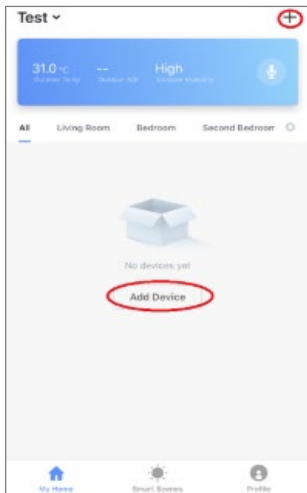 Test
31.0 °C -- High
Outdoor Temp Outdoor AQI Outdoor Humidity
All Living Room Bedroom Second Bedroom
No devices yet
Add Device
My Home Smart Scenes Profile